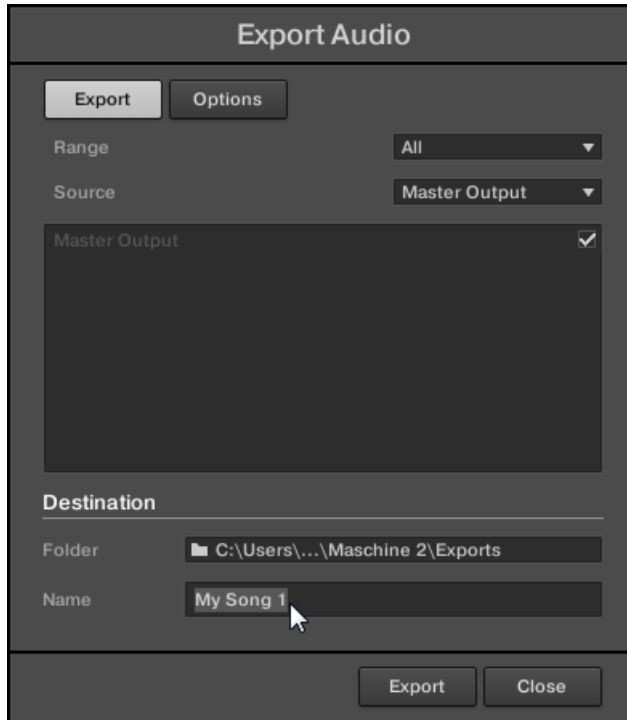 Export Audio
Export Options
Range All
Source Master Output
Master Output
Destination
Folder C:\Users\...\Maschine 2\Exports
Name My Song 1
Export Close